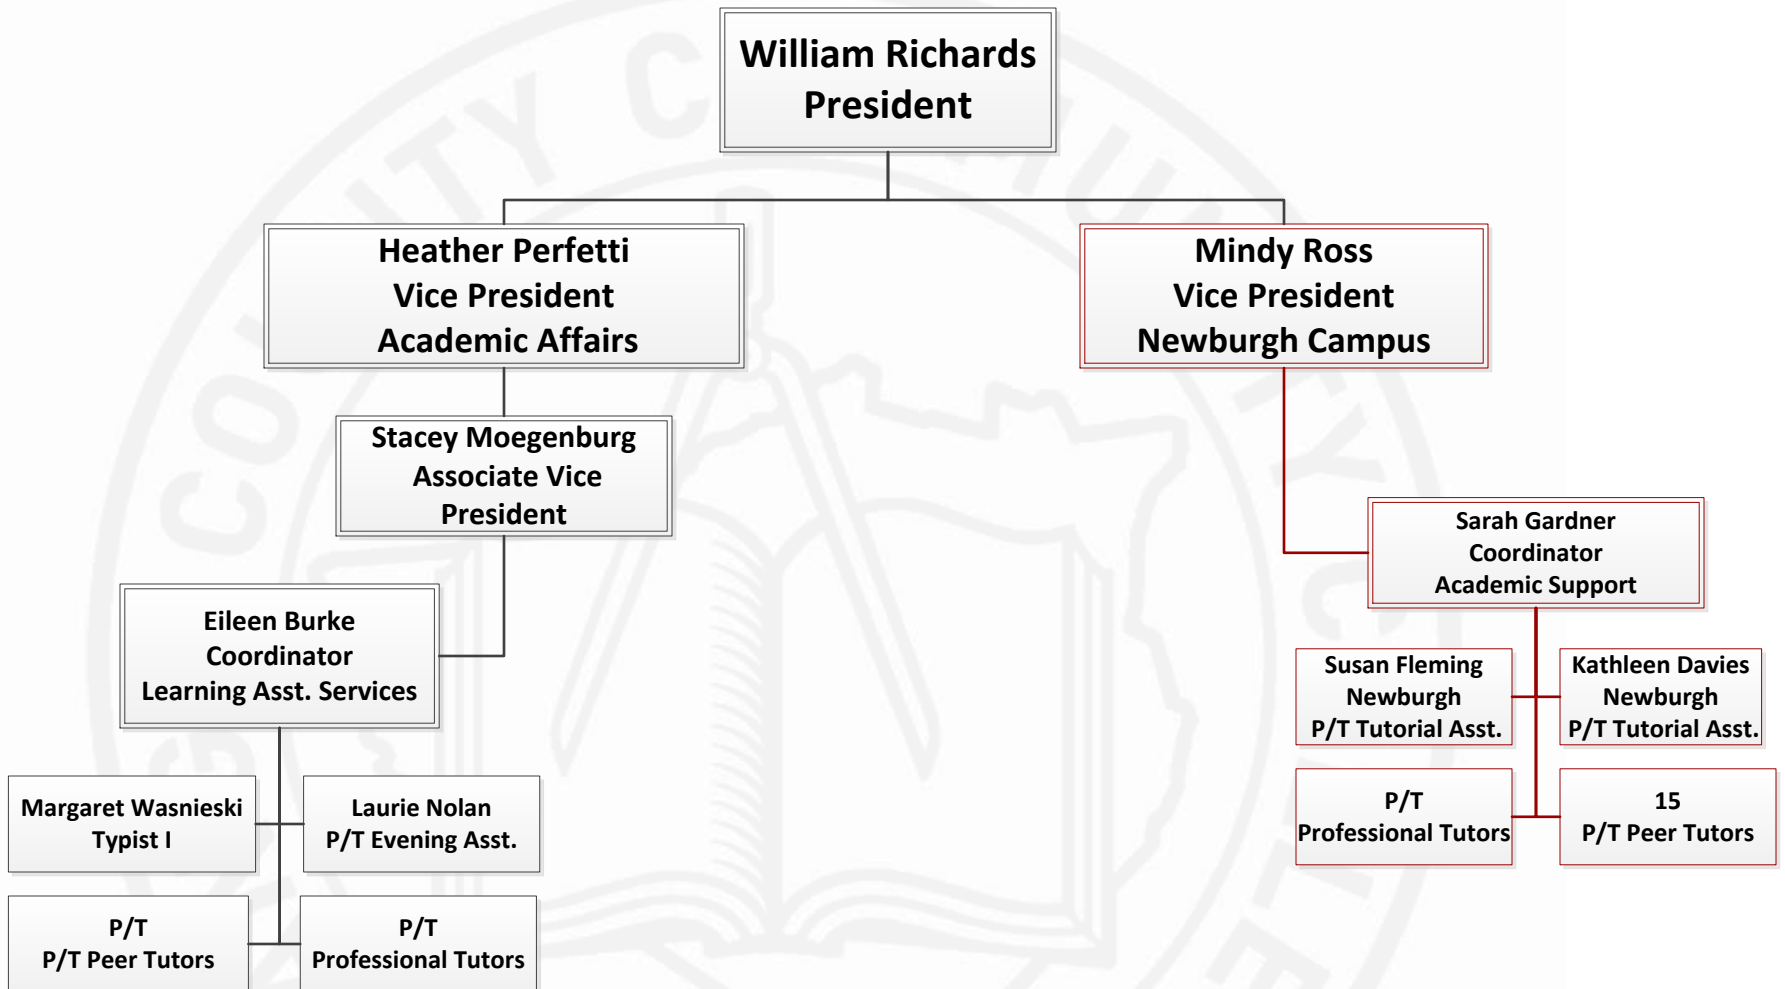 William Richards
President
Heather Perfetti
Vice President
Academic Affairs
Mindy Ross
Vice President
Newburgh Campus
Stacey Moegenburg
Associate Vice
President
Sarah Gardner
Coordinator
Academic Support
Eileen Burke
Coordinator
Learning Asst. Services
Susan Fleming
Newburgh
P/T Tutorial Asst.
Kathleen Davies
Newburgh
P/T Tutorial Asst.
Margaret Wasnieski
Typist I
Laurie Nolan
P/T Evening Asst.
P/T
Professional Tutors
15
P/T Peer Tutors
P/T
P/T Peer Tutors
P/T
Professional Tutors